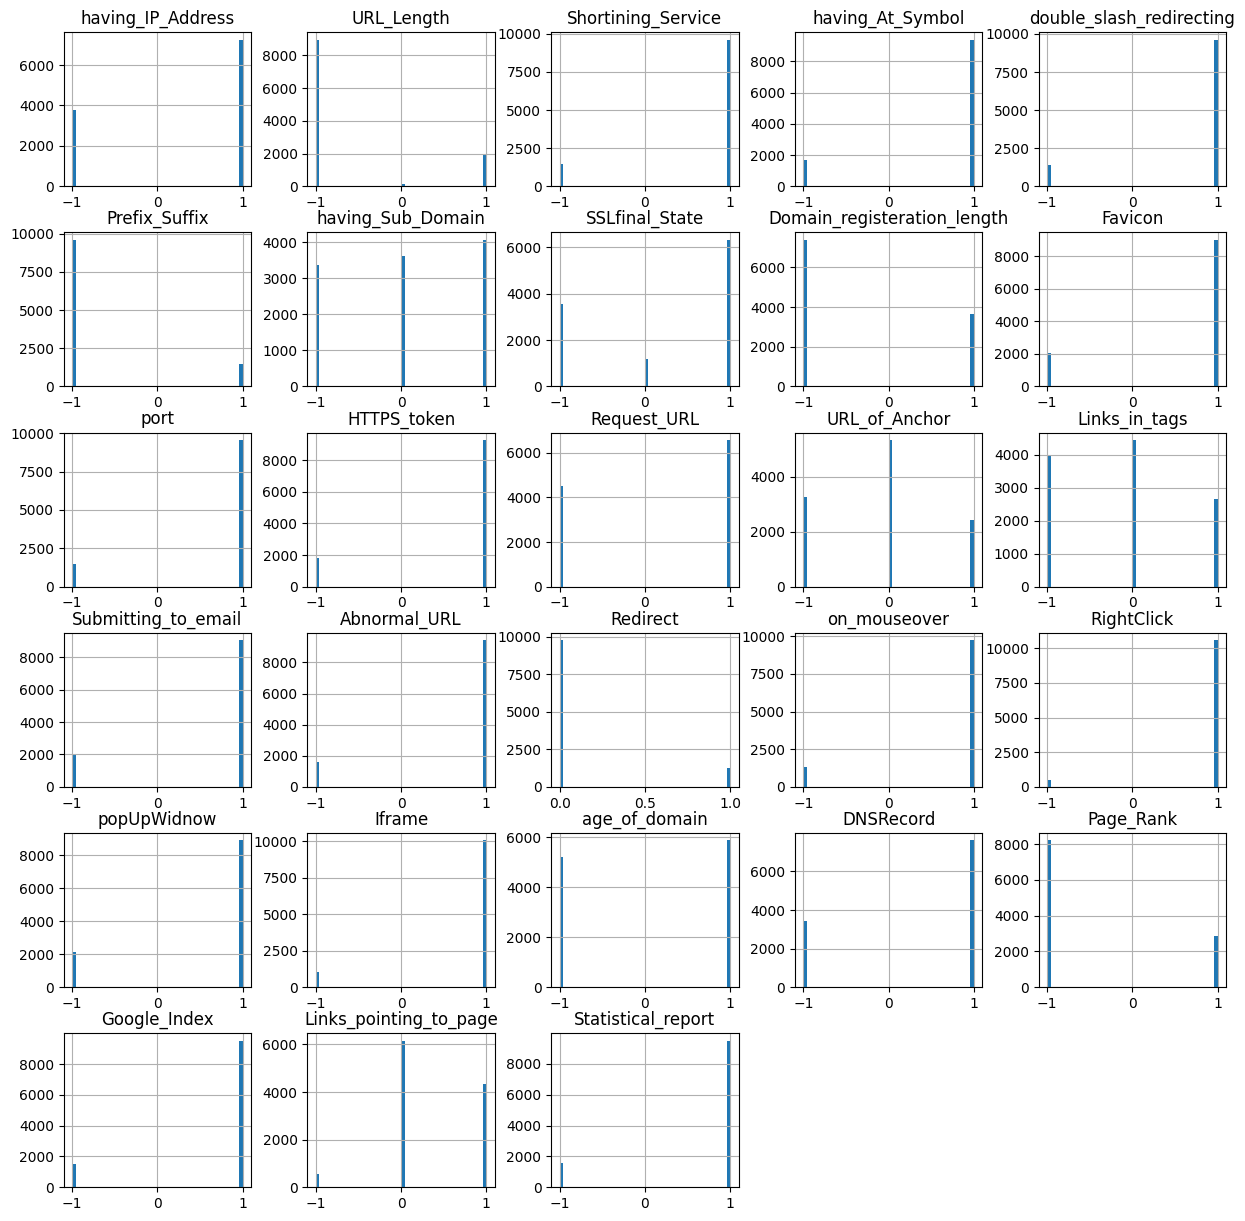 having_IP_Address URL_Length Shortining_Service having_At_Symbol double_slash_redirecting
6000 4000 2000 0 −1 0 1
8000 6000 4000 2000 0 −1 0 1
10000 7500 5000 2500 0 −1 0 1
8000 6000 4000 2000 0 −1 0 1
10000 7500 5000 2500 0 −1 0 1
Prefix_Suffix having_Sub_Domain SSLfinal_State Domain_registeration_length Favicon
10000 7500 5000 2500 0 −1 0 1
4000 3000 2000 1000 0 −1 0 1
6000 4000 2000 0 −1 0 1
6000 4000 2000 0 −1 0 1
8000 6000 4000 2000 0 −1 0 1
port HTTPS_token Request_URL URL_of_Anchor Links_in_tags
10000 7500 5000 2500 0 −1 0 1
8000 6000 4000 2000 0 −1 0 1
6000 4000 2000 0 −1 0 1
4000 2000 0 −1 0 1
4000 3000 2000 1000 0 −1 0 1
Submitting_to_email Abnormal_URL Redirect on_mouseover RightClick
8000 6000 4000 2000 0 −1 0 1
8000 6000 4000 2000 0 −1 0 1
10000 7500 5000 2500 0 0.0 0.5 1.0
10000 7500 5000 2500 0 −1 0 1
10000 7500 5000 2500 0 −1 0 1
popUpWidnow Iframe age_of_domain DNSRecord Page_Rank
8000 6000 4000 2000 0 −1 0 1
10000 7500 5000 2500 0 −1 0 1
6000 4000 2000 0 −1 0 1
6000 4000 2000 0 −1 0 1
8000 6000 4000 2000 0 −1 0 1
Google_Index Links_pointing_to_page Statistical_report
8000 6000 4000 2000 0 −1 0 1
6000 4000 2000 0 −1 0 1
8000 6000 4000 2000 0 −1 0 1